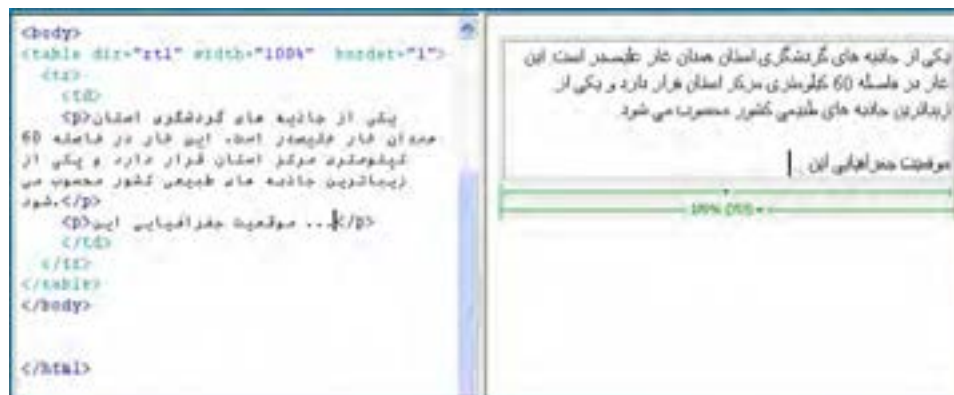 <body>
<table dir="rtl" width="100%" border="1">
<tr>
<td>
<p>یکی از جاذبه های گردشگری استان
همدان غار علیصدر است. این غار در فاصله 60
کیلومتری مرکز استان قرار دارد و یکی از
زیباترین جاذبه های طبیعی کشور محسوب می
شود.</p>
<p>موقعیت جغرافیایی این ...</p>
</td>
</tr>
</table>
</body>
</html>
یکی از جاذبه های گردشگری استان همدان غار علیصدر است. این
غار در فاصله 60 کیلومتری مرکز استان قرار دارد و یکی از
زیباترین جاذبه های طبیعی کشور محسوب می شود.
موقعیت جغرافیایی این